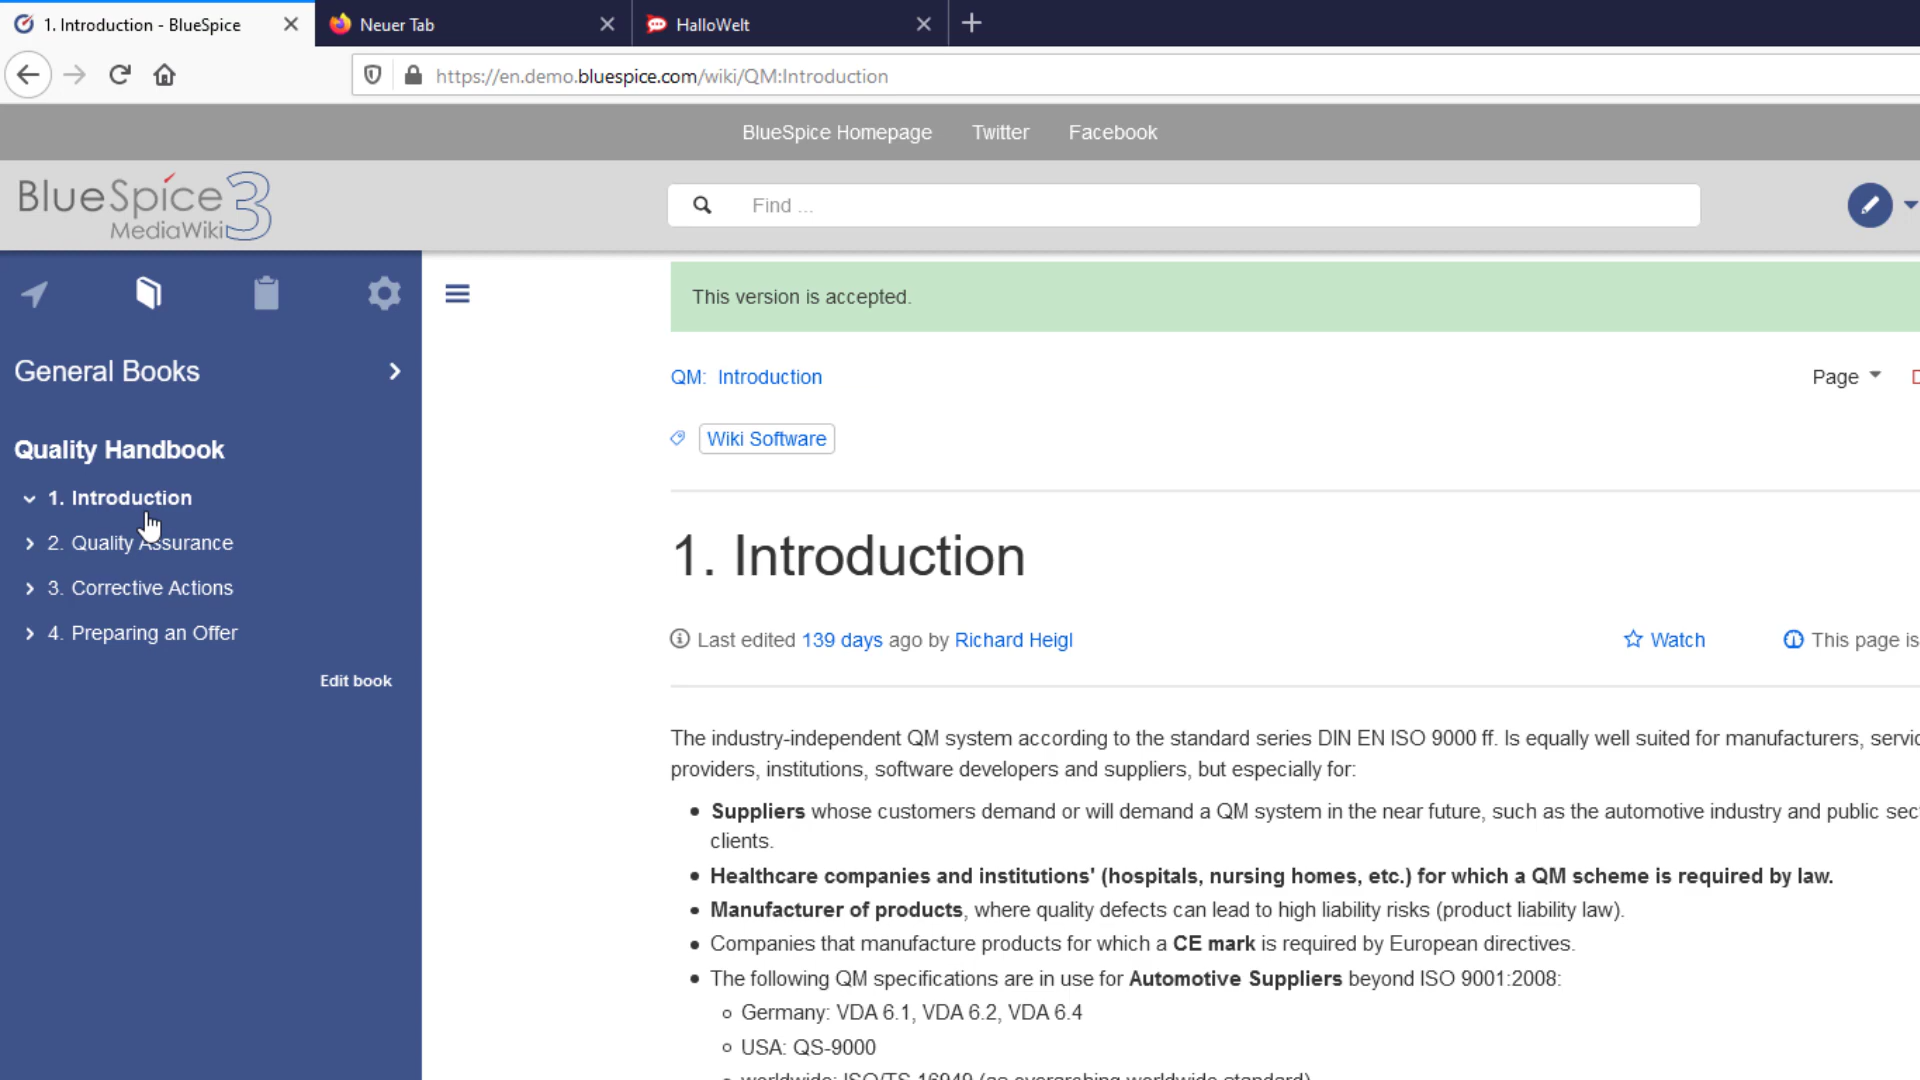 1. Introduction - BlueSpice
Neuer Tab
HalloWelt
https://en.demo.bluespice.com/wiki/QM:Introduction
BlueSpice Homepage Twitter Facebook
BlueSpice 3
MediaWiki
Find ...
General Books
Quality Handbook
1. Introduction
2. Quality Assurance
3. Corrective Actions
4. Preparing an Offer
Edit book
This version is accepted.
QM: Introduction
Page
Wiki Software
1. Introduction
Last edited 139 days ago by Richard Heigl
Watch
This page is
The industry-independent QM system according to the standard series DIN EN ISO 9000 ff. Is equally well suited for manufacturers,
providers, institutions, software developers and suppliers, but especially for:
• Suppliers whose customers demand or will demand a QM system in the near future, such as the automotive industry and public
clients.
• Healthcare companies and institutions' (hospitals, nursing homes, etc.) for which a QM scheme is required by law.
• Manufacturer of products, where quality defects can lead to high liability risks (product liability law).
• Companies that manufacture products for which a CE mark is required by European directives.
• The following QM specifications are in use for Automotive Suppliers beyond ISO 9001:2008:
Germany: VDA 6.1, VDA 6.2, VDA 6.4
USA: QS-9000
worldwide: ISO/TS 16949 (as overarching worldwide standard)